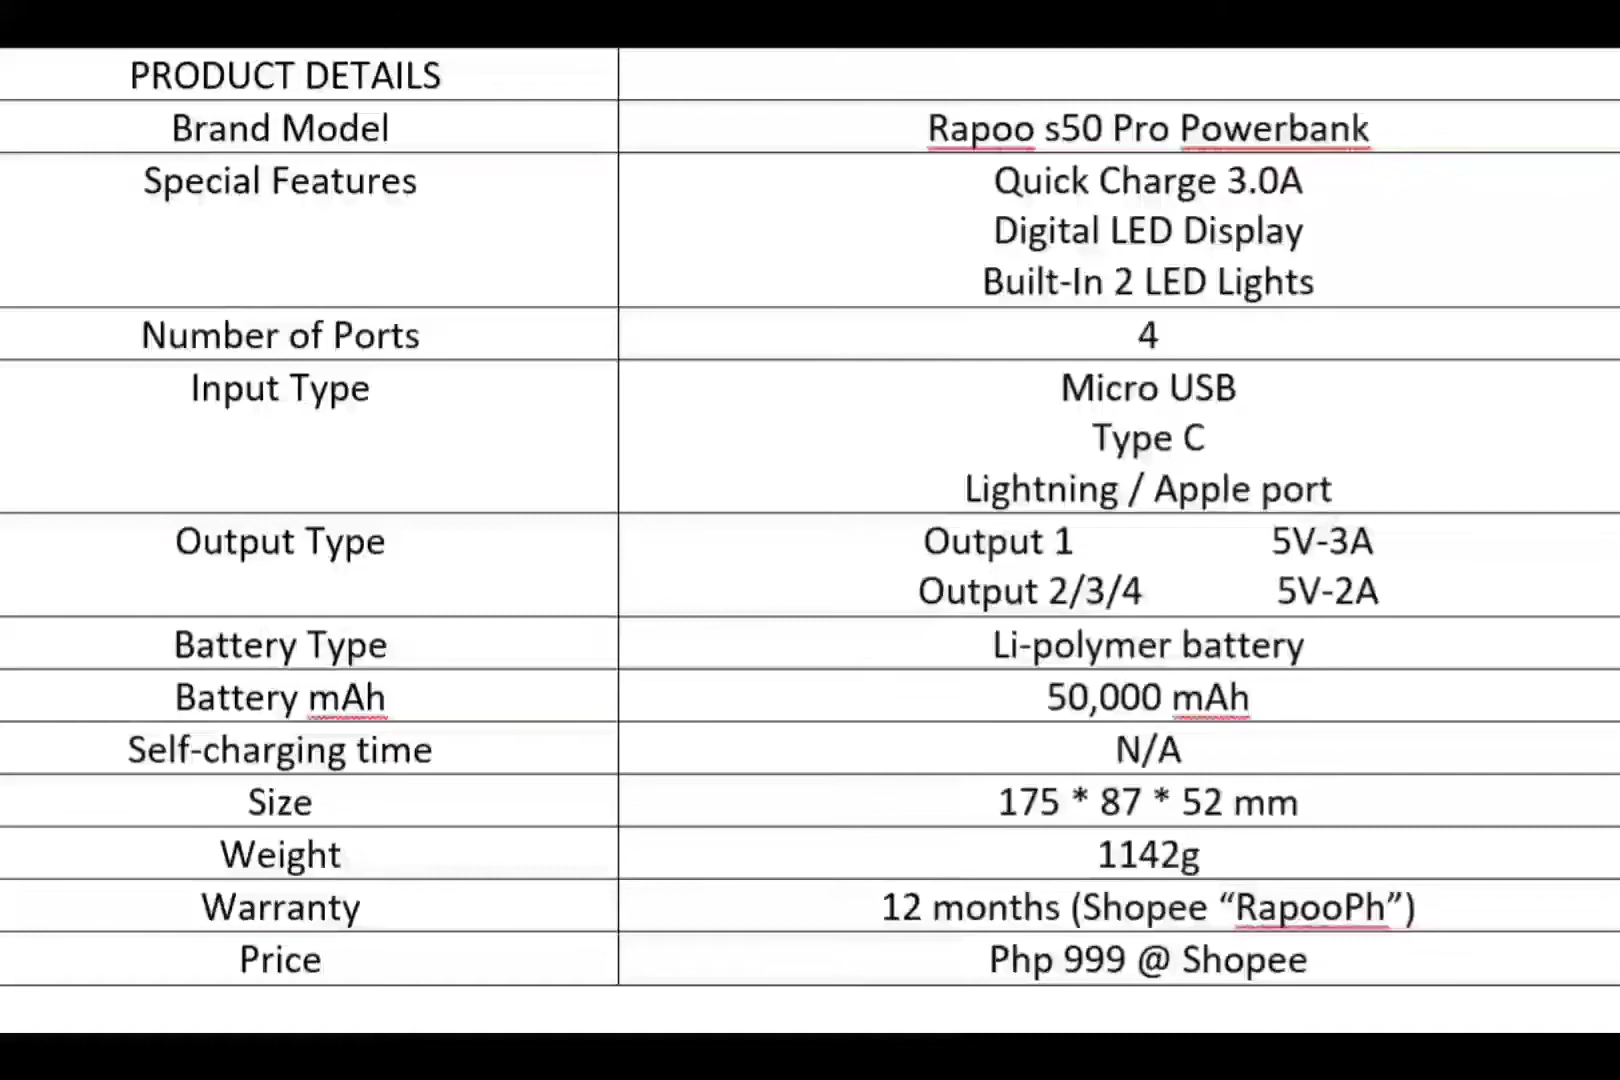 PRODUCT DETAILS
Brand Model
Rapoo s50 Pro Powerbank
Special Features
Quick Charge 3.0A
Digital LED Display
Built-In 2 LED Lights
Number of Ports
4
Input Type
Micro USB
Type C
Lightning / Apple port
Output Type
Output 1 5V-3A
Output 2/3/4 5V-2A
Battery Type
Li-polymer battery
Battery mAh
50,000 mAh
Self-charging time
N/A
Size
175 * 87 * 52 mm
Weight
1142g
Warranty
12 months (Shopee “RapooPh”)
Price
Php 999 @ Shopee